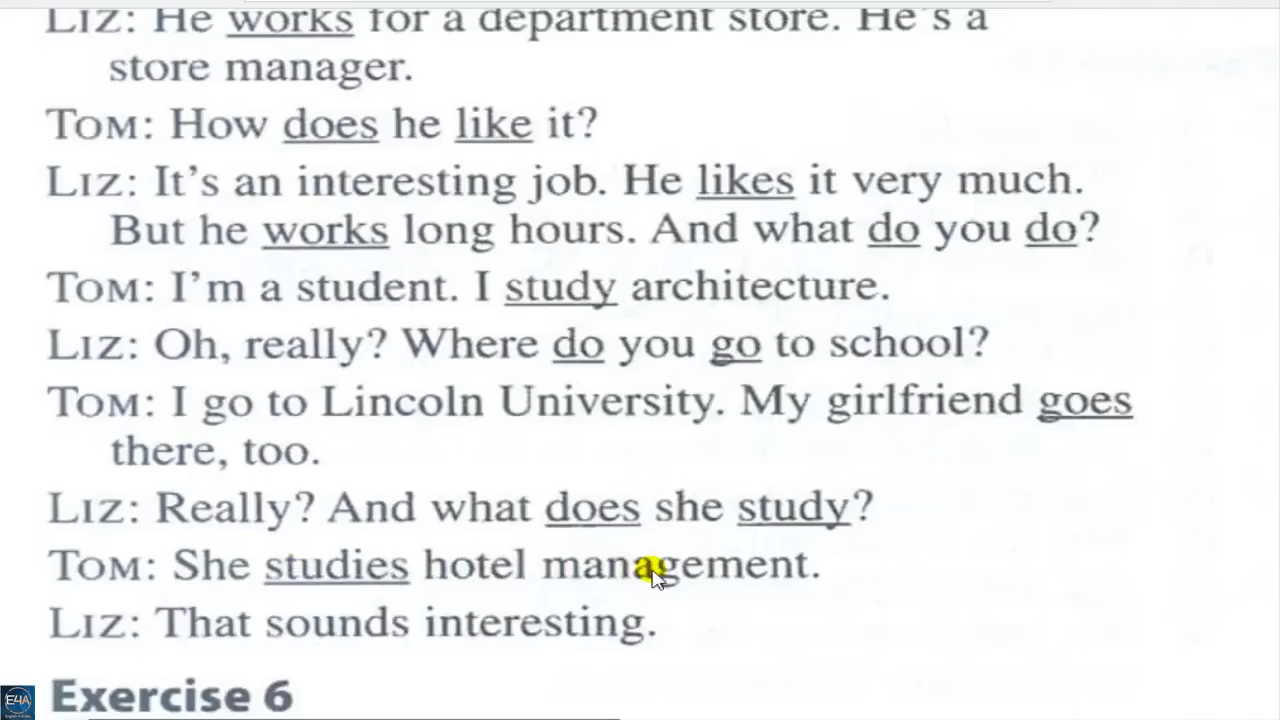 LIZ: He works for a department store. He's a
store manager.
TOM: How does he like it?
LIZ: It's an interesting job. He likes it very much.
But he works long hours. And what do you do?
TOM: I'm a student. I study architecture.
LIZ: Oh, really? Where do you go to school?
TOM: I go to Lincoln University. My girlfriend goes
there, too.
LIZ: Really? And what does she study?
TOM: She studies hotel management.
LIZ: That sounds interesting.
Exercise 6
E4A